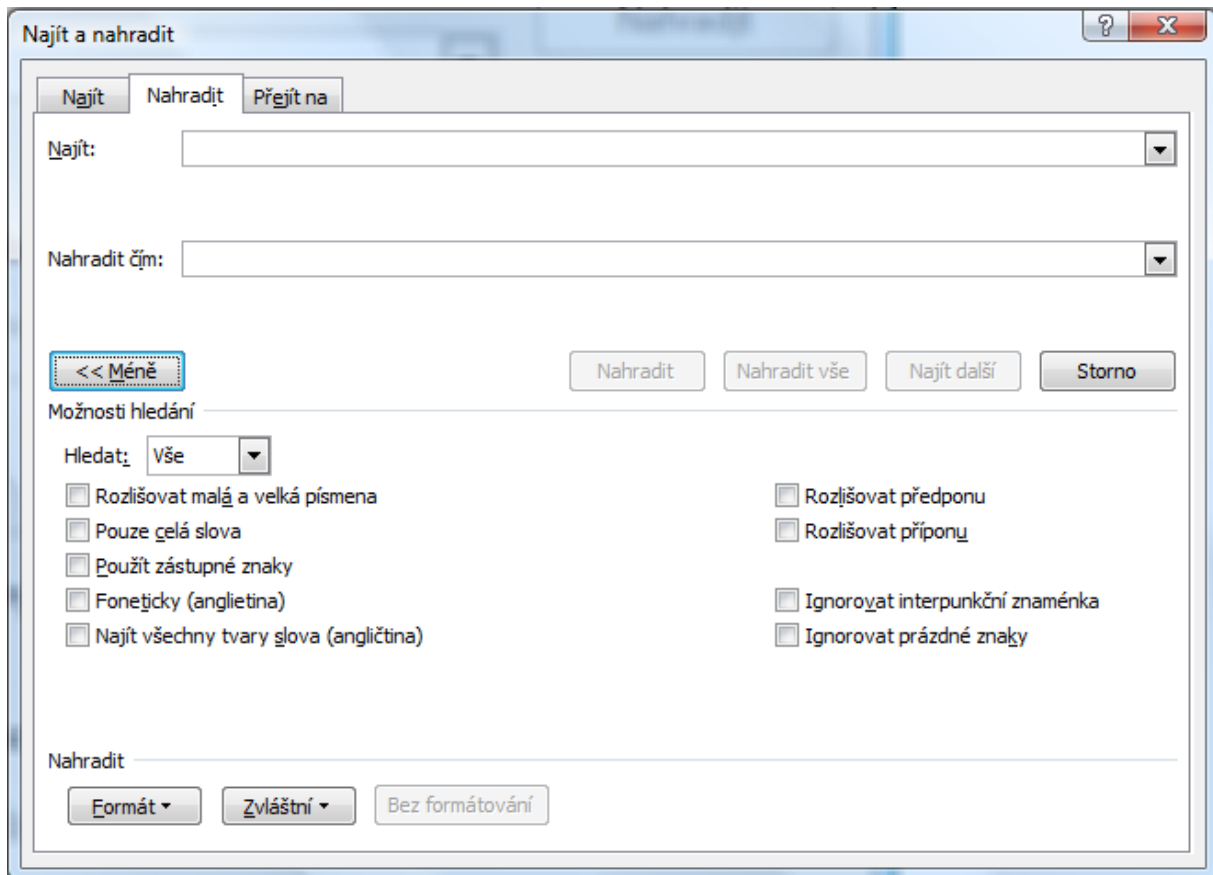 Najít a nahradit
Najít Nahradit Přejít na
Najít:
Nahradit čím:
<< Méně Nahradit Nahradit vše Najít další Storno
Možnosti hledání
Hledat: Vše
Rozlišovat malá a velká písmena Rozlišovat předponu
Pouze celá slova Rozlišovat příponu
Použít zástupné znaky
Foneticky (anglietina) Ignorovat interpunkční znaménka
Najít všechny tvary slova (angličtina) Ignorovat prázdné znaky
Nahradit
Formát Zvláštní Bez formátování